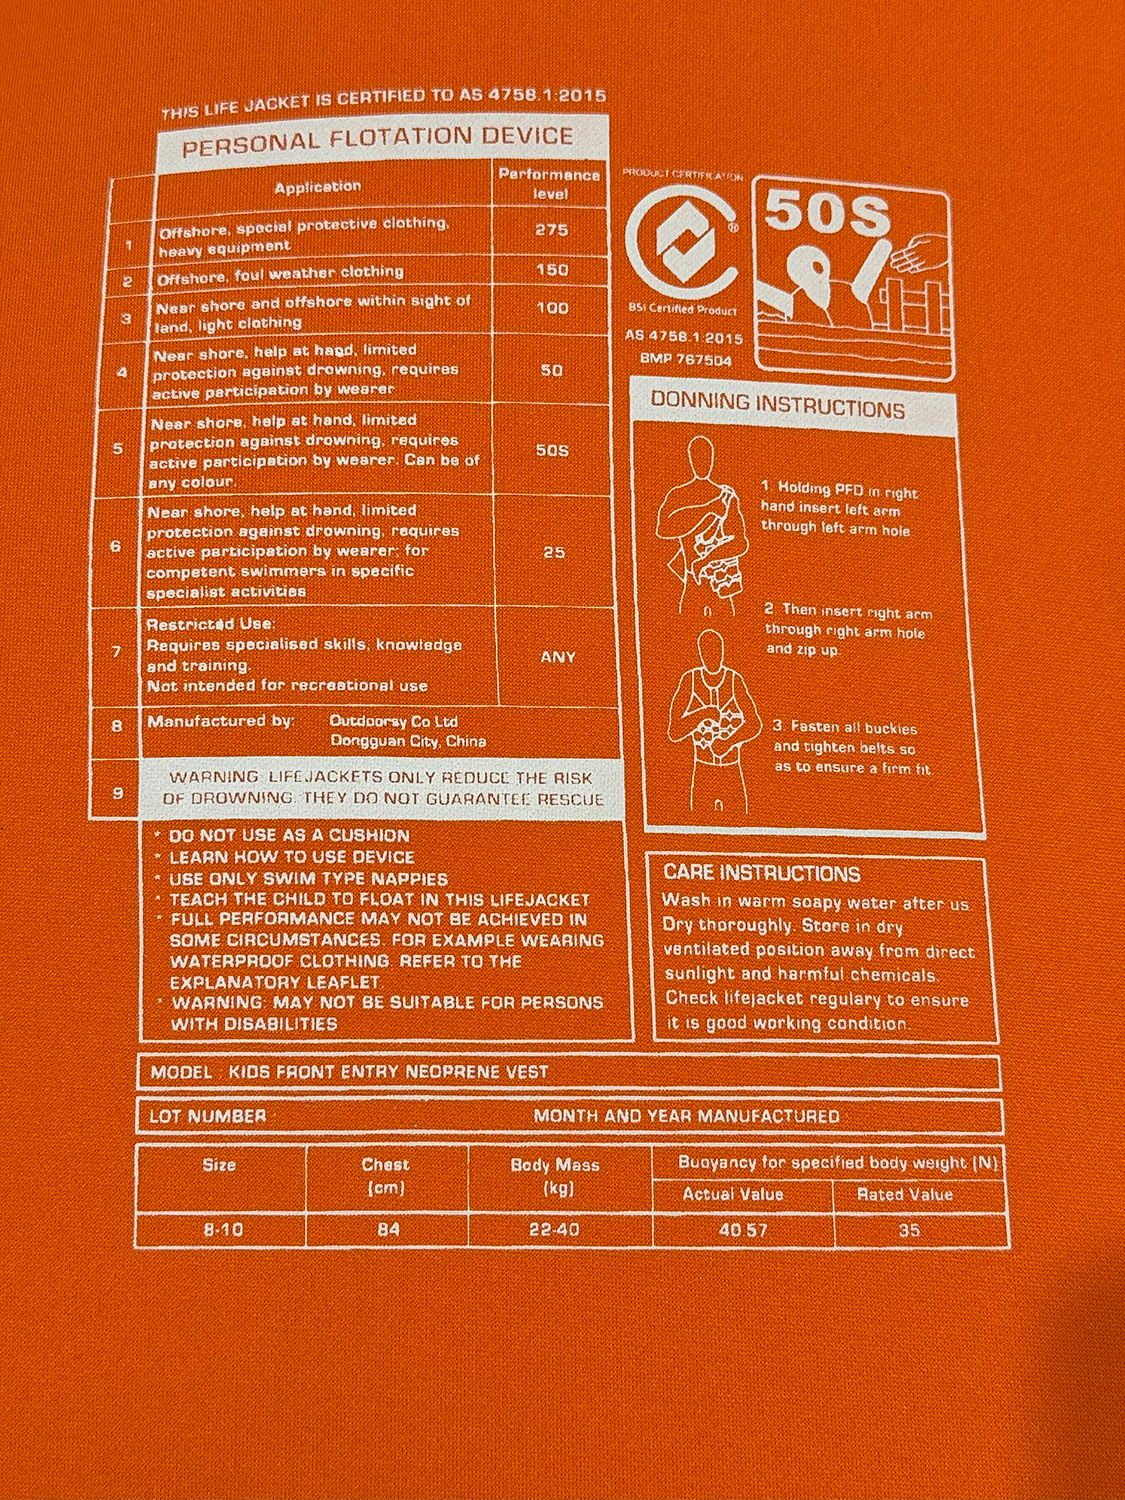 THIS LIFE JACKET IS CERTIFIED TO AS 4758.1:2015
PERSONAL FLOTATION DEVICE
Application
Performance
level
1
Offshore, special protective clothing,
heavy equipment
275
2
Offshore, foul weather clothing
150
3
Near shore and offshore within sight of
land, light clothing
100
4
Near shore, help at hand, limited
protection against drowning, requires
active participation by wearer
50
5
Near shore, help at hand, limited
protection against drowning, requires
active participation by wearer. Can be of
any colour.
50S
6
Near shore, help at hand, limited
protection against drowning, requires
active participation by wearer; for
competent swimmers in specific
specialist activities
25
7
Restricted Use:
Requires specialised skills, knowledge
and training.
Not intended for recreational use
ANY
8
Manufactured by: Outdoorsy Co Ltd
Dongguan City, China
9
WARNING: LIFEJACKETS ONLY REDUCE THE RISK
OF DROWNING. THEY DO NOT GUARANTEE RESCUE
* DO NOT USE AS A CUSHION
* LEARN HOW TO USE DEVICE
* USE ONLY SWIM TYPE NAPPIES
* TEACH THE CHILD TO FLOAT IN THIS LIFEJACKET
* FULL PERFORMANCE MAY NOT BE ACHIEVED IN
SOME CIRCUMSTANCES. FOR EXAMPLE WEARING
WATERPROOF CLOTHING. REFER TO THE
EXPLANATORY LEAFLET.
* WARNING: MAY NOT BE SUITABLE FOR PERSONS
WITH DISABILITIES
PRODUCT CERTIFICATION
®
BSI Certified Product
AS 4758.1:2015
BMP 767504
50S
DONNING INSTRUCTIONS
1. Holding PFD in right
hand insert left arm
through left arm hole
2. Then insert right arm
through right arm hole
and zip up.
3. Fasten all buckies
and tighten belts so
as to ensure a firm fit.
CARE INSTRUCTIONS
Wash in warm soapy water after us
Dry thoroughly. Store in dry
ventilated position away from direct
sunlight and harmful chemicals.
Check lifejacket regulary to ensure
it is good working condition.
MODEL : KIDS FRONT ENTRY NEOPRENE VEST
LOT NUMBER MONTH AND YEAR MANUFACTURED
Size
Chest
(cm)
Body Mass
(kg)
Buoyancy for specified body weight (N)
Actual Value
Rated Value
8-10
84
22-40
40.57
35